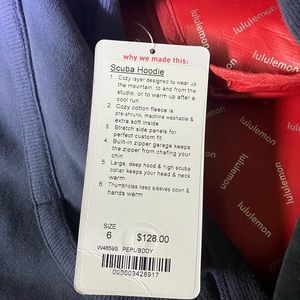 why we made this:
Scuba Hoodie
1. Cozy layer designed to wear up
the mountain, to and from the
studio, or to warm up after a
cool run
2. Cozy cotton fleece is
pre-shrunk, machine washable &
extra soft inside
3. Stretch side panels for
perfect custom fit
4. Built-in zipper garage keeps
the zipper from chafing your
chin
5. Large, deep hood & high scuba
collar keeps your head & neck
warm
6. Thumbholes keep sleeves down &
hands warm
SIZE
6 $128.00
W4659S PEPL/BODY
000003428917
lululemon
lululemon
lululemon
lululemon
lululemon
lululemon